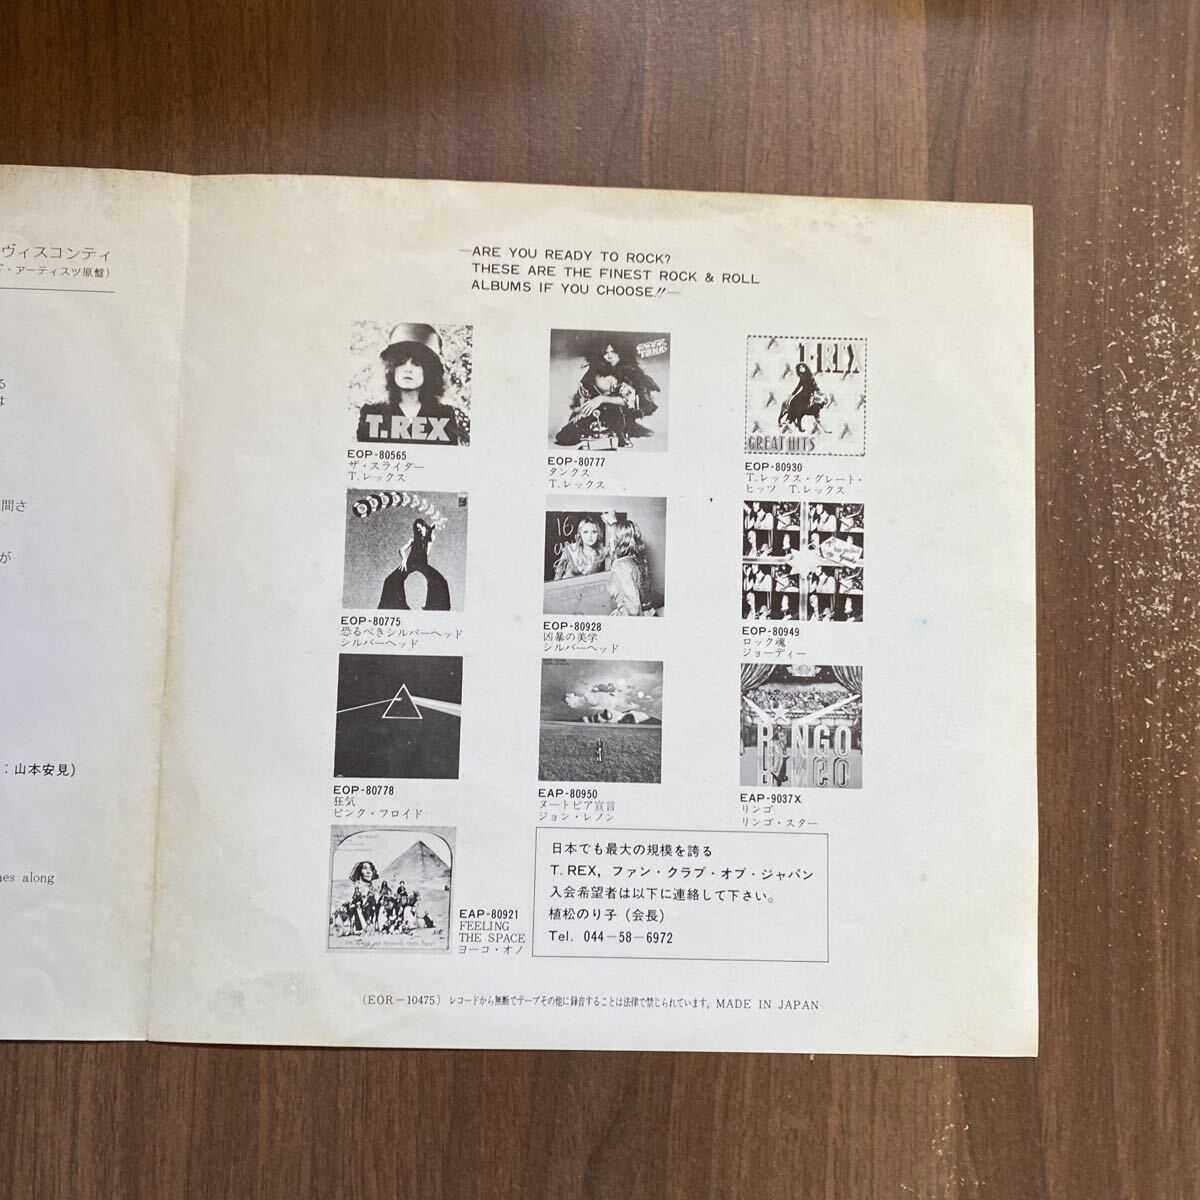 ヴィスコンティ
・アーティスツ原盤)
る
は
間さ
が
:山本安見)
nes along
—ARE YOU READY TO ROCK?
THESE ARE THE FINEST ROCK & ROLL
ALBUMS IF YOU CHOOSE!!—
T.REX
EOP-80565
ザ・スライダー
T.レックス
TANX
EOP-80777
タンクス
T.レックス
T.REX
GREAT HITS
EOP-80930
T.レックス・グレート・
ヒッツ T.レックス
EOP-80775
恐るべきシルバーヘッド
シルバーヘッド
16
EOP-80928
凶暴の美学
シルバーヘッド
EOP-80949
ロック魂
ジョーディー
EOP-80778
狂気
ピンク・フロイド
EAP-80950
ヌートピア宣言
ジョン・レノン
RINGO
EAP-9037X
リンゴ
リンゴ・スター
EAP-80921
FEELING
THE SPACE
ヨーコ・オノ
日本でも最大の規模を誇る
T. REX, ファン・クラブ・オブ・ジャパン
入会希望者は以下に連絡して下さい。
植松のり子(会長)
Tel. 044-58-6972
(EOR-10475) レコードから無断でテープその他に録音することは法律で禁じられています。 MADE IN JAPAN